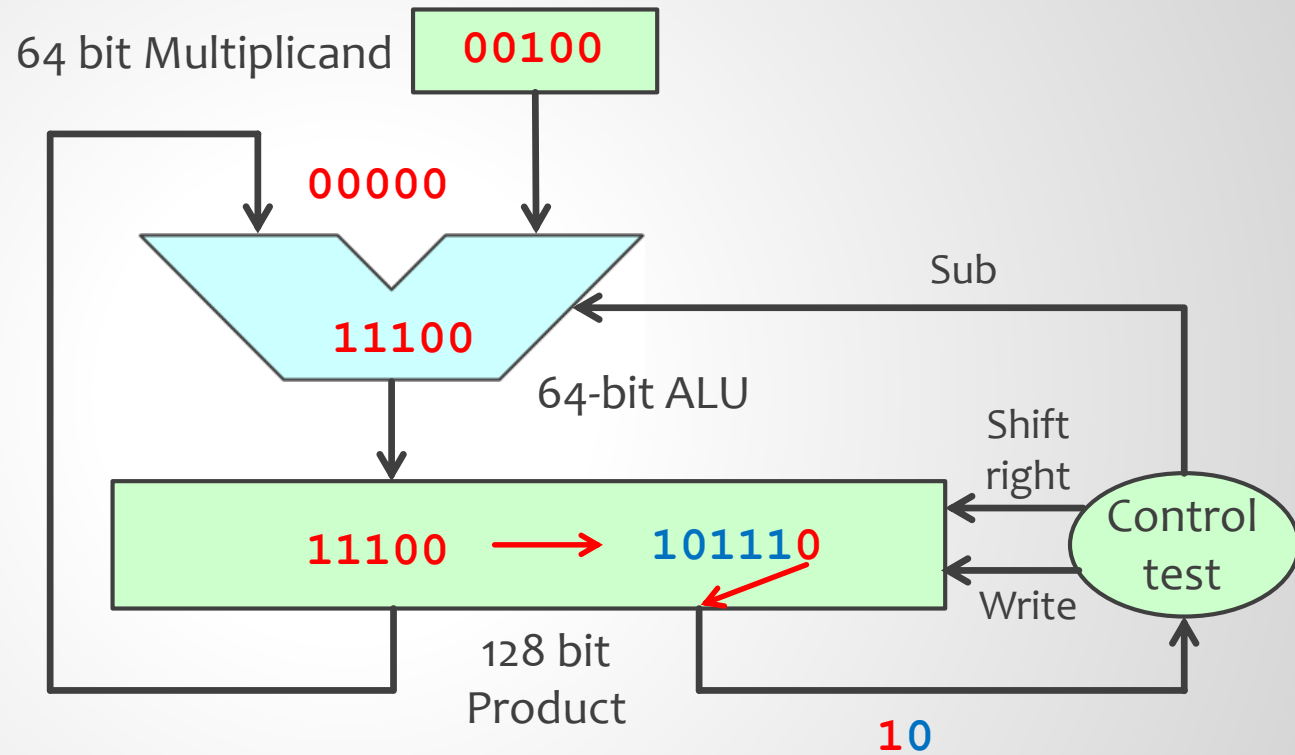 64 bit Multiplicand
00100
00000
Sub
11100
64-bit ALU
Shift
right
Control
test
11100
101110
Write
128 bit
Product
10